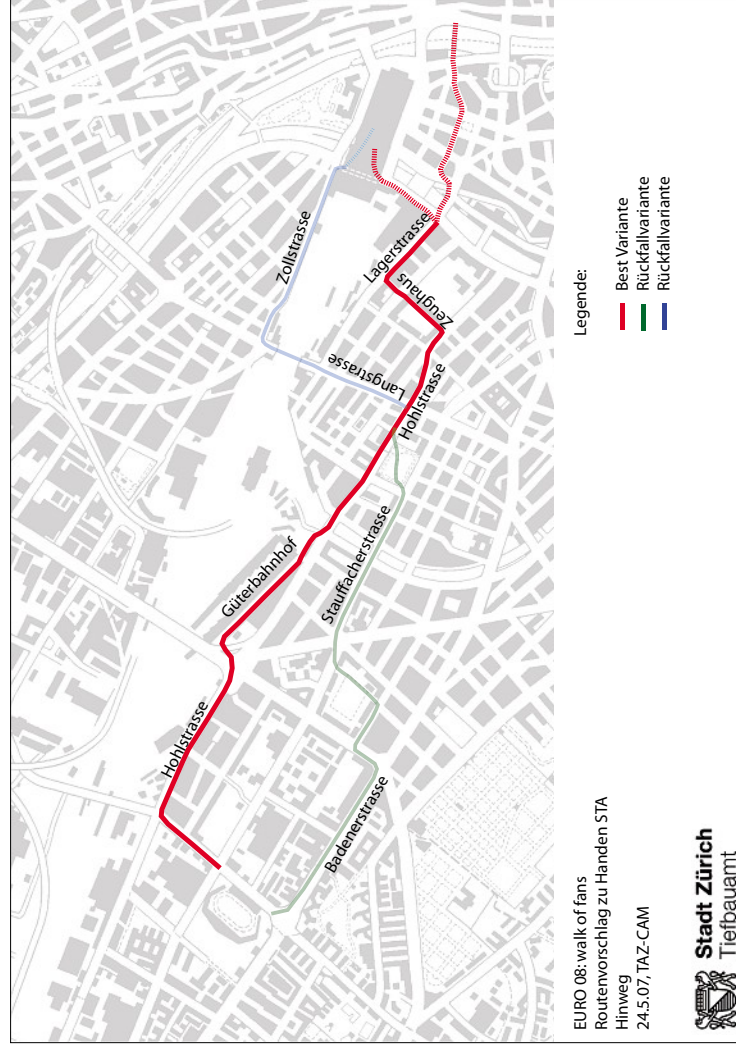 Zollstrasse
Lagerstrasse
Zeughaus
Langstrasse
Hohlstrasse
Güterbahnhof
Stauffacherstrasse
Hohlstrasse
Badenerstrasse
EURO 08: walk of fans
Routenvorschlag zu Handen STA
Hinweg
24.5.07, TAZ-CAM
Legende:
Best Variante
Rückfallvariante
Rückfallvariante
Stadt Zürich
Tiefbauamt